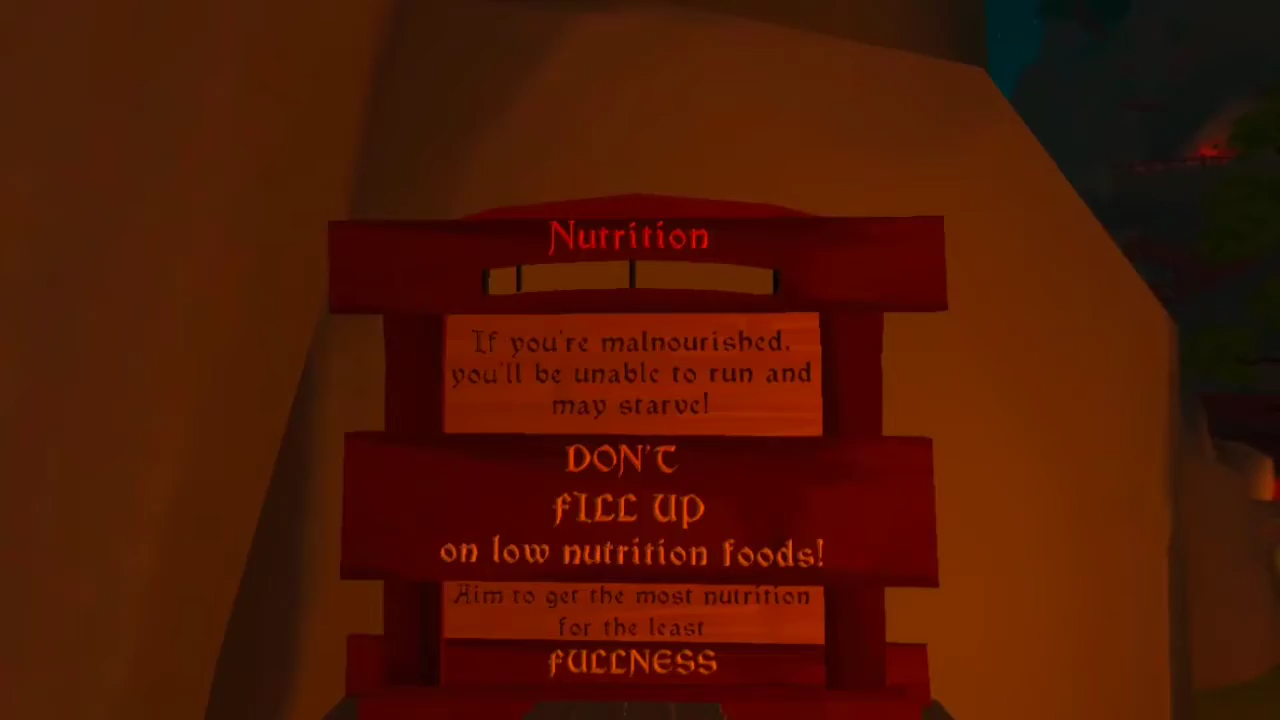 Nutrition
If you're malnourished,
you'll be unable to run and
may starve!
DON'T
FILL UP
on low nutrition foods!
Aim to get the most nutrition
for the least
FULLNESS